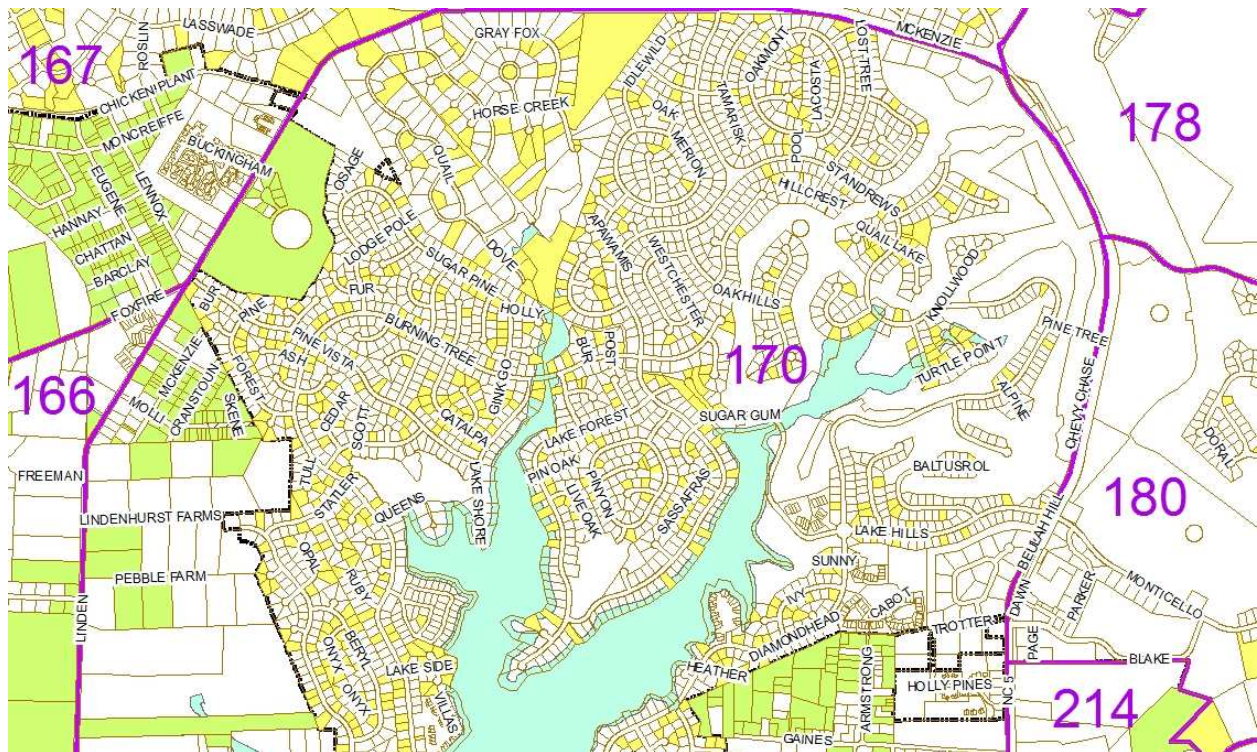 LASSWADE
ROSLIN
GRAY FOX
MCKENZIE
IDLEWILD
OAKMONT
LOIS TREE
167
CHICKEN PLANT
HORSE CREEK
OAK
TAMARISK
LACOSTA
178
MONCREIFFE
BUCKINGHAM
OSAGE
QUAIL
MERION
POOL
EUGENE
LENNOX
HANNAY
STANDREWS
HILLCREST
CHATTAN
LODGE POLE
DOVE
APAWAMIS
WESTCHESTER
QUAIL LAKE
BARCLAY
SUGAR PINE
KNOLLWOOD
FOXFIRE
BUR
PINE
FUR
HOLLY
OAK HILLS
BURNING TREE
PINE VISTA
ASH
BUR
POST
PINE TREE
170
166
MCKENZIE
FOREST
GINKGO
TURTLE POINT
MOLLI
CRANSTOUN
SKENE
CEDAR
SCOTT
CATALPA
LAKE FOREST
SUGAR GUM
ALPINE
CHEVY CHASE
DORAL
FREEMAN
TULL
STATLER
LAKE SHORE
PIN OAK
PINYON
LIVE OAK
SASSAFRAS
BALTUSROL
180
LINDENHURST FARMS
QUEENS
LAKE HILLS
BEULAH HILL
OPAL
RUBY
SUNNY
PEBBLE FARM
LINDEN
IVY
CABOT
DAWN
PARKER
MONTICELLO
ONYX
BERYL
DIAMONDHEAD
TROTTER
PAGE
LAKE SIDE
HEATHER
BLAKE
ONYX
VILLAS
ARMSTRONG
HOLLY PINES
NC 5
214
GAINES